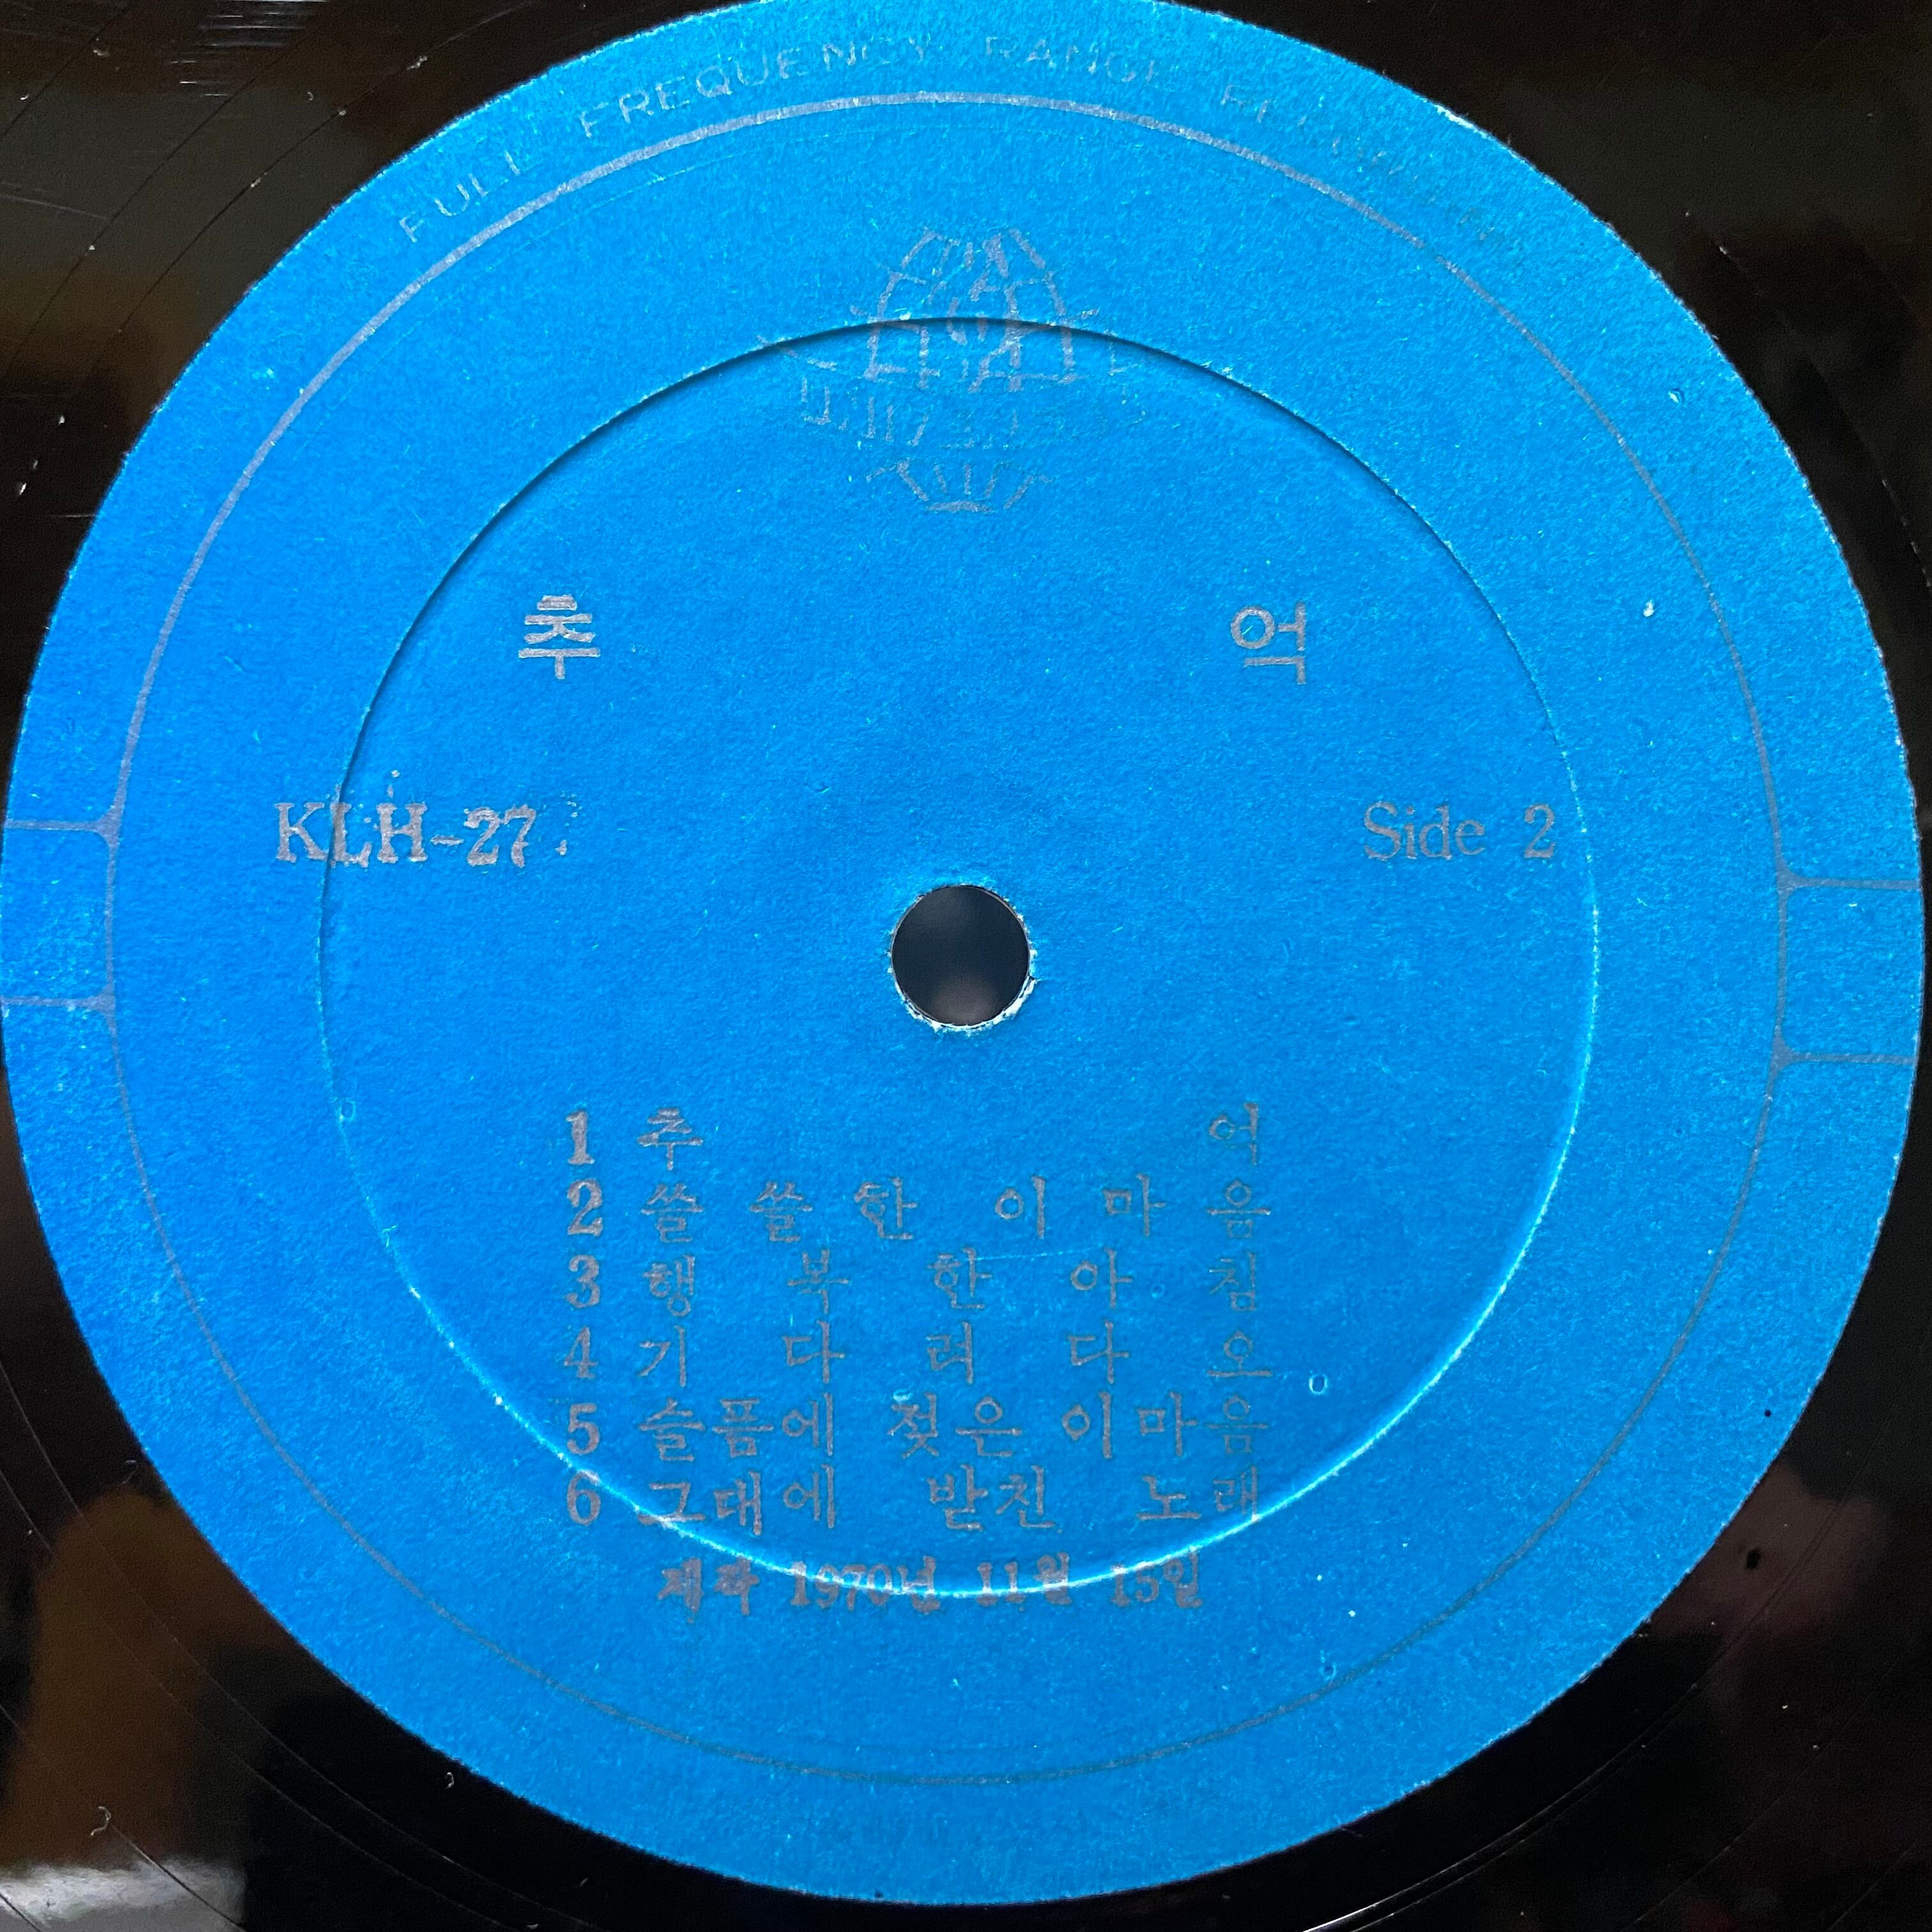 FULL FREQUENCY RANGE
UNIVERSAL
추 억
KLH-27
Side 2
1 추 억
2 쓸 쓸 한 이 마 음
3 행 복 한 아 침
4 기 다 려 다 오
5 슬픔에 젖은 이마음
6 그대에 받친 노래
제작 1970년 11월 15일